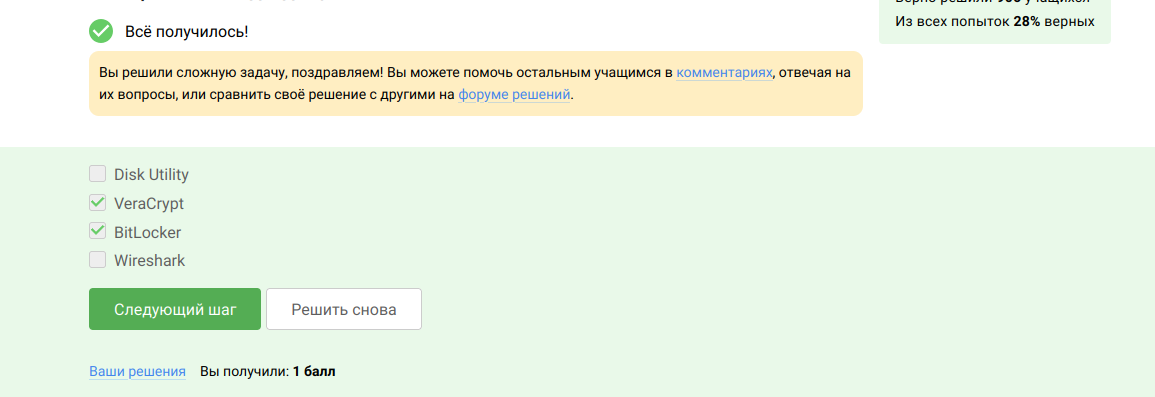 Всё получилось!
Из всех попыток 28% верных
Вы решили сложную задачу, поздравляем! Вы можете помочь остальным учащимся в комментариях, отвечая на
их вопросы, или сравнить своё решение с другими на форуме решений.
Disk Utility
VeraCrypt
BitLocker
Wireshark
Следующий шаг
Решить снова
Ваши решения Вы получили: 1 балл